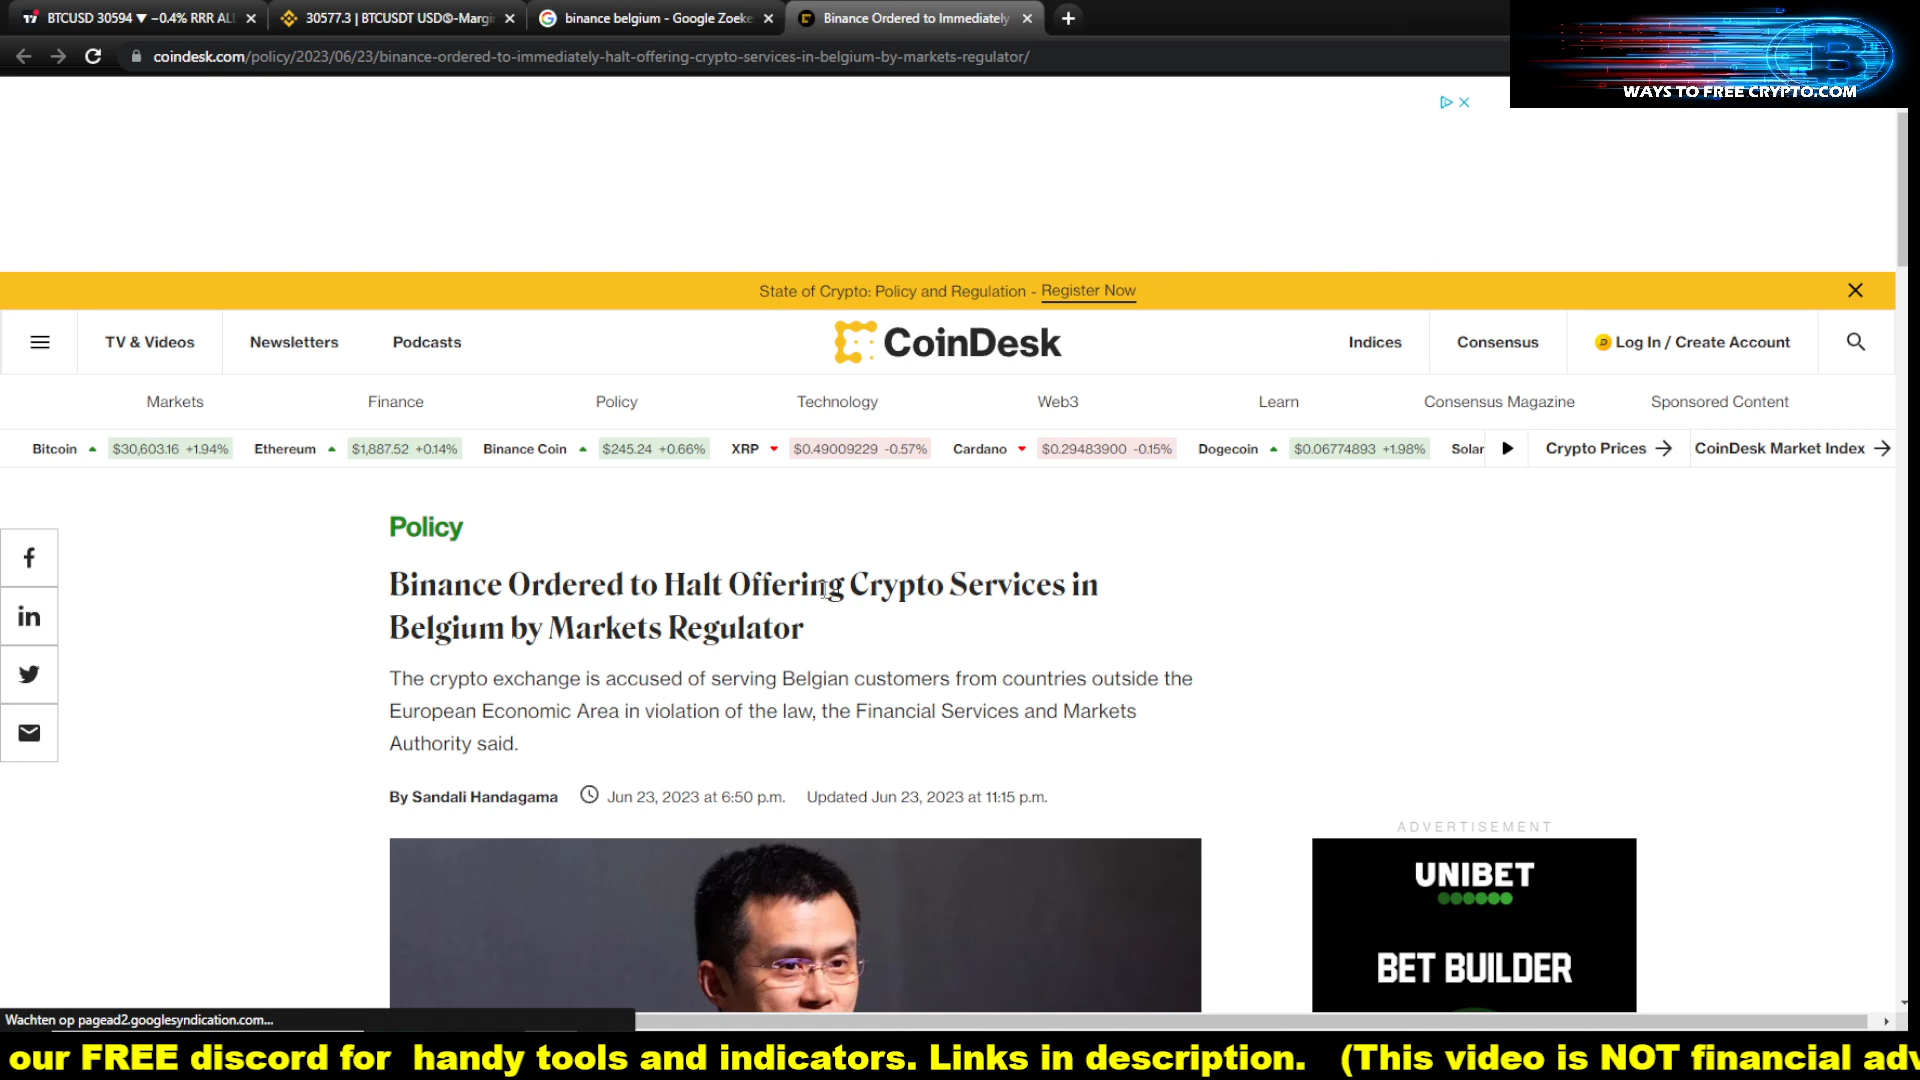 BTCUSD 30594 ▼ −0.4% RRR AL
30577.3 | BTCUSDT USDⓈ-Margi
binance belgium - Google Zoeke
Binance Ordered to Immediately
coindesk.com/policy/2023/06/23/binance-ordered-to-immediately-halt-offering-crypto-services-in-belgium-by-markets-regulator/
WAYS TO FREE CRYPTO.COM
State of Crypto: Policy and Regulation - Register Now
TV & Videos
Newsletters
Podcasts
CoinDesk
Indices
Consensus
Log In / Create Account
Markets
Finance
Policy
Technology
Web3
Learn
Consensus Magazine
Sponsored Content
Bitcoin $30,603.16 +1.94%
Ethereum $1,887.52 +0.14%
Binance Coin $245.24 +0.66%
XRP $0.49009229 -0.57%
Cardano $0.29483900 -0.15%
Dogecoin $0.06774893 +1.98%
Solar
Crypto Prices
CoinDesk Market Index
Policy
Binance Ordered to Halt Offering Crypto Services in
Belgium by Markets Regulator
The crypto exchange is accused of serving Belgian customers from countries outside the
European Economic Area in violation of the law, the Financial Services and Markets
Authority said.
By Sandali Handagama
Jun 23, 2023 at 6:50 p.m.
Updated Jun 23, 2023 at 11:15 p.m.
ADVERTISEMENT
UNIBET
BET BUILDER
Wachten op pagead2.googlesyndication.com...
our FREE discord for handy tools and indicators. Links in description. (This video is NOT financial adv